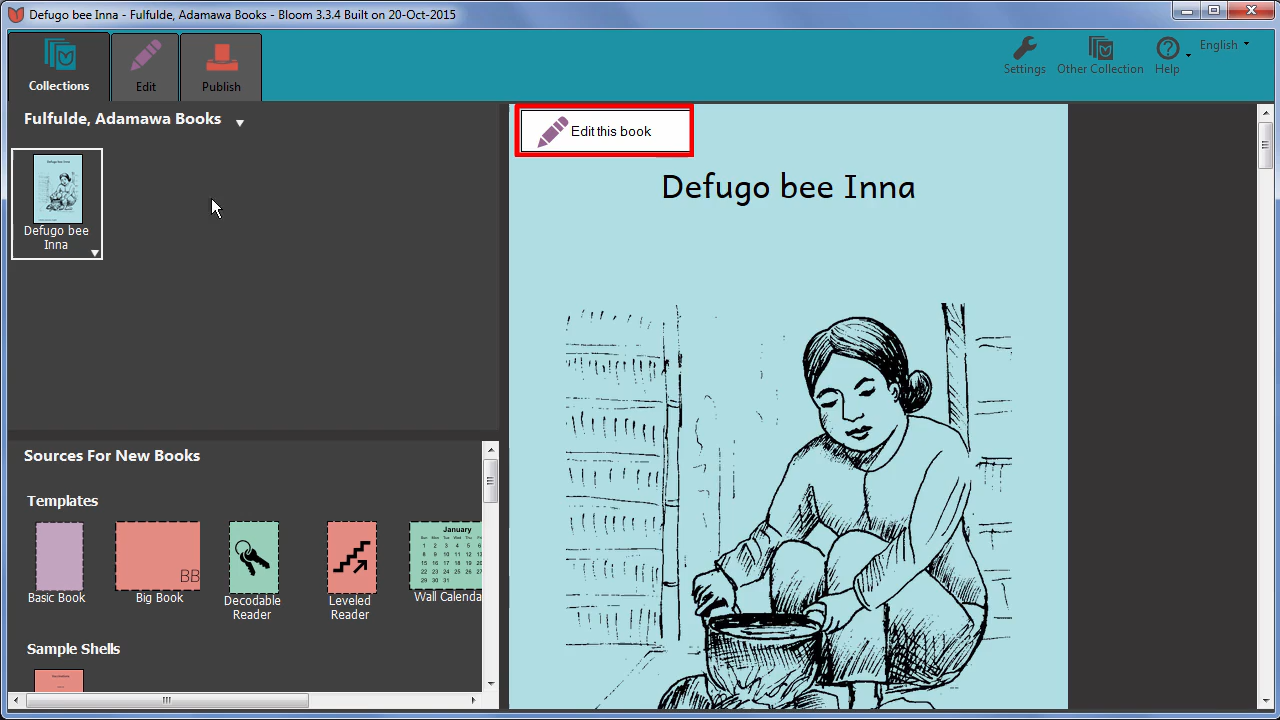 Defugo bee Inna - Fulfulde, Adamawa Books - Bloom 3.3.4 Built on 20-Oct-2015
Collections
Edit
Publish
Settings
Other Collection
Help
English
Fulfulde, Adamawa Books
Defugo bee
Inna
Edit this book
Defugo bee Inna
Sources For New Books
Templates
Basic Book
BB
Big Book
Decodable
Reader
Leveled
Reader
January
Wall Calenda
Sample Shells